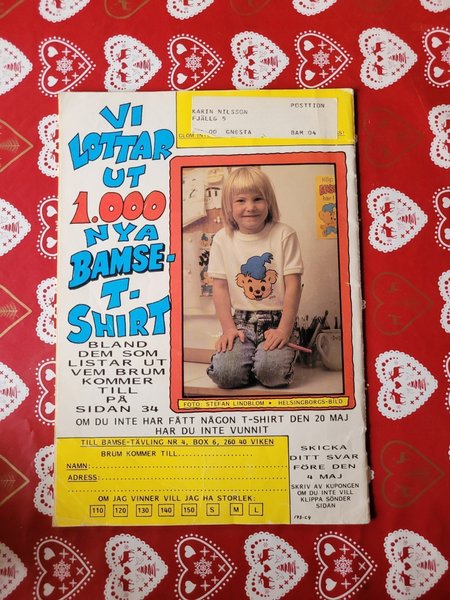 KARIN NILSSON
POSTTION
FJÄLLG 5
00 GNESTA
BAM 04
VI
LOTTAR
UT
1.000
NYA
BAMSE-
T-
SHIRT
BLAND
DEM SOM
LISTAR UT
VEM BRUM
KOMMER
TILL
PÅ
SIDAN 34
FOTO: STEFAN LINDBLOM • HELSINGBORGS-BILD
OM DU INTE HAR FÅTT NÅGON T-SHIRT DEN 20 MAJ
HAR DU INTE VUNNIT
TILL BAMSE-TÄVLING NR 4, BOX 6, 260 40 VIKEN
BRUM KOMMER TILL
NAMN:
ADRESS:
OM JAG VINNER VILL JAG HA STORLEK:
110 120 130 140 150 S M L
SKICKA
DITT SVAR
FÖRE DEN
4 MAJ
SKRIV AV KUPONGEN
OM DU INTE VILL
KLIPPA SÖNDER
SIDAN